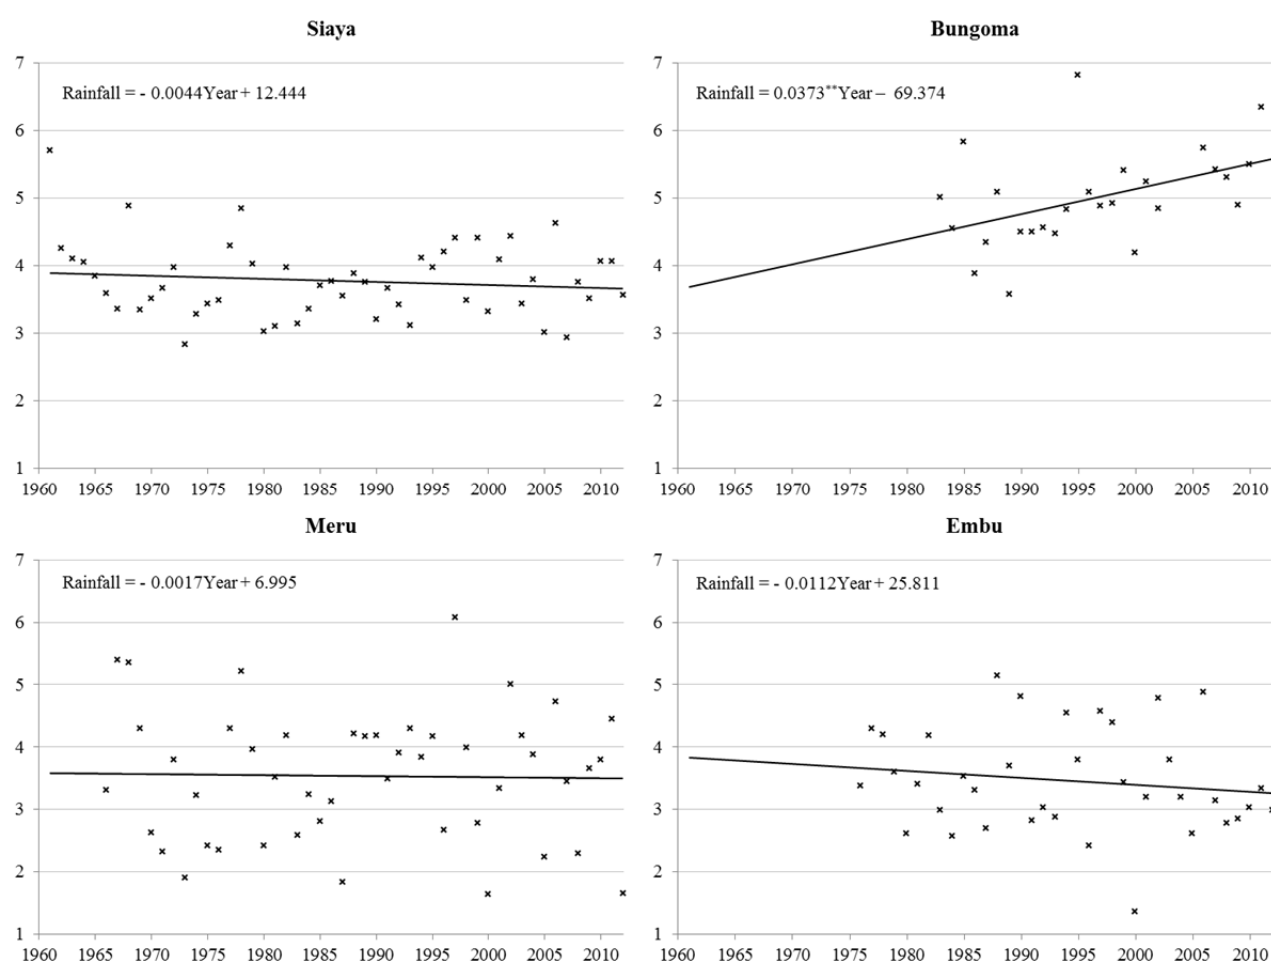 Siaya
Rainfall = - 0.0044Year + 12.444
7
6
5
4
3
2
1
1960 1965 1970 1975 1980 1985 1990 1995 2000 2005 2010
Bungoma
Rainfall = 0.0373**Year – 69.374
7
6
5
4
3
2
1
1960 1965 1970 1975 1980 1985 1990 1995 2000 2005 2010
Meru
Rainfall = - 0.0017Year + 6.995
7
6
5
4
3
2
1
1960 1965 1970 1975 1980 1985 1990 1995 2000 2005 2010
Embu
Rainfall = - 0.0112Year + 25.811
7
6
5
4
3
2
1
1960 1965 1970 1975 1980 1985 1990 1995 2000 2005 2010